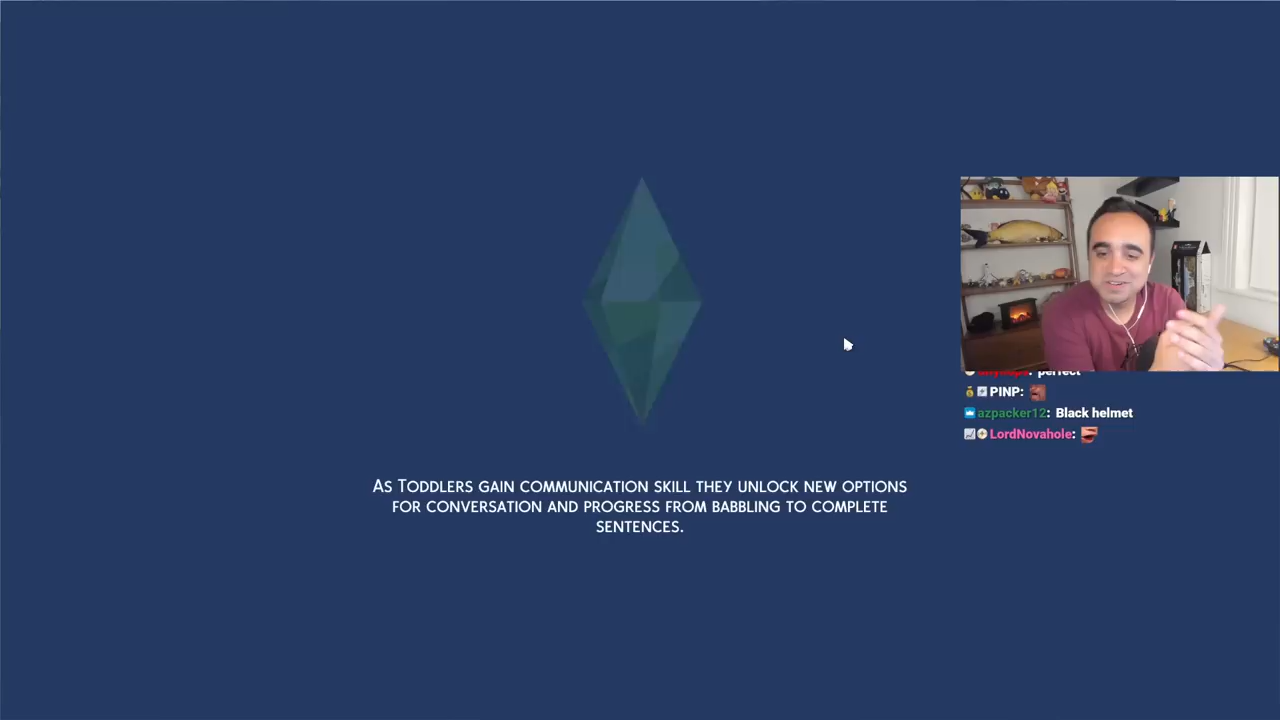 perfect
PINP:
azpacker12: Black helmet
LordNovahole:
AS TODDLERS GAIN COMMUNICATION SKILL THEY UNLOCK NEW OPTIONS
FOR CONVERSATION AND PROGRESS FROM BABBLING TO COMPLETE
SENTENCES.